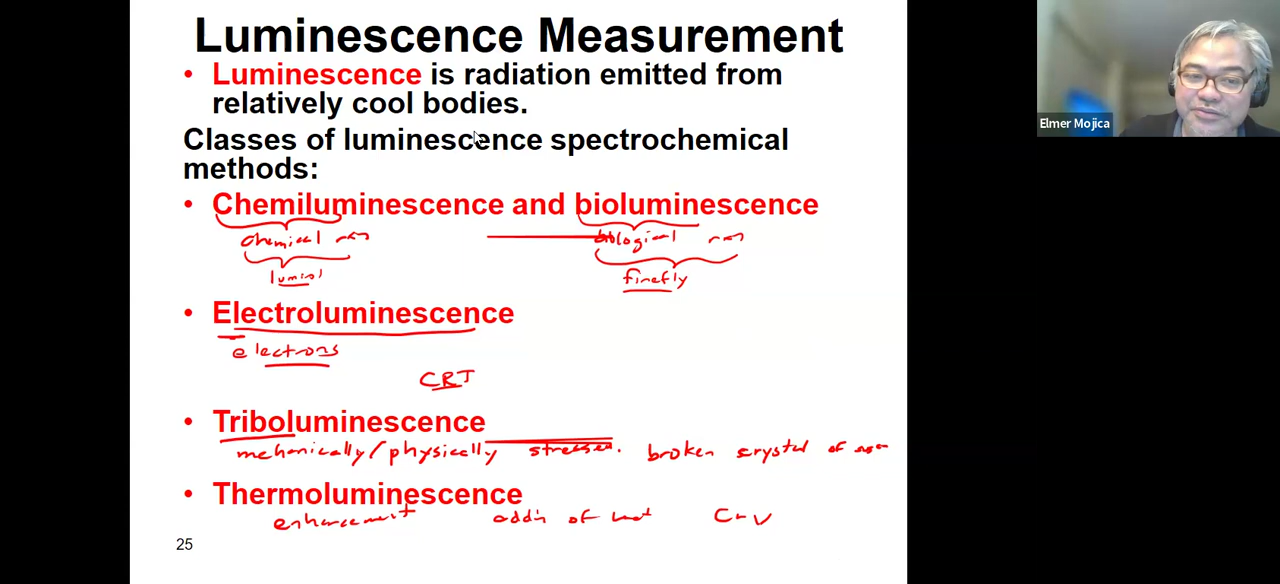 Luminescence Measurement
• Luminescence is radiation emitted from
relatively cool bodies.
Elmer Mojica
Classes of luminescence spectrochemical
methods:
• Chemiluminescence and bioluminescence
chemical rxn biological rxn
luminol firefly
• Electroluminescence
electrons
CRT
• Triboluminescence
mechanically/physically stressed. broken crystal of
• Thermoluminescence
enhancement add'n of heat
25